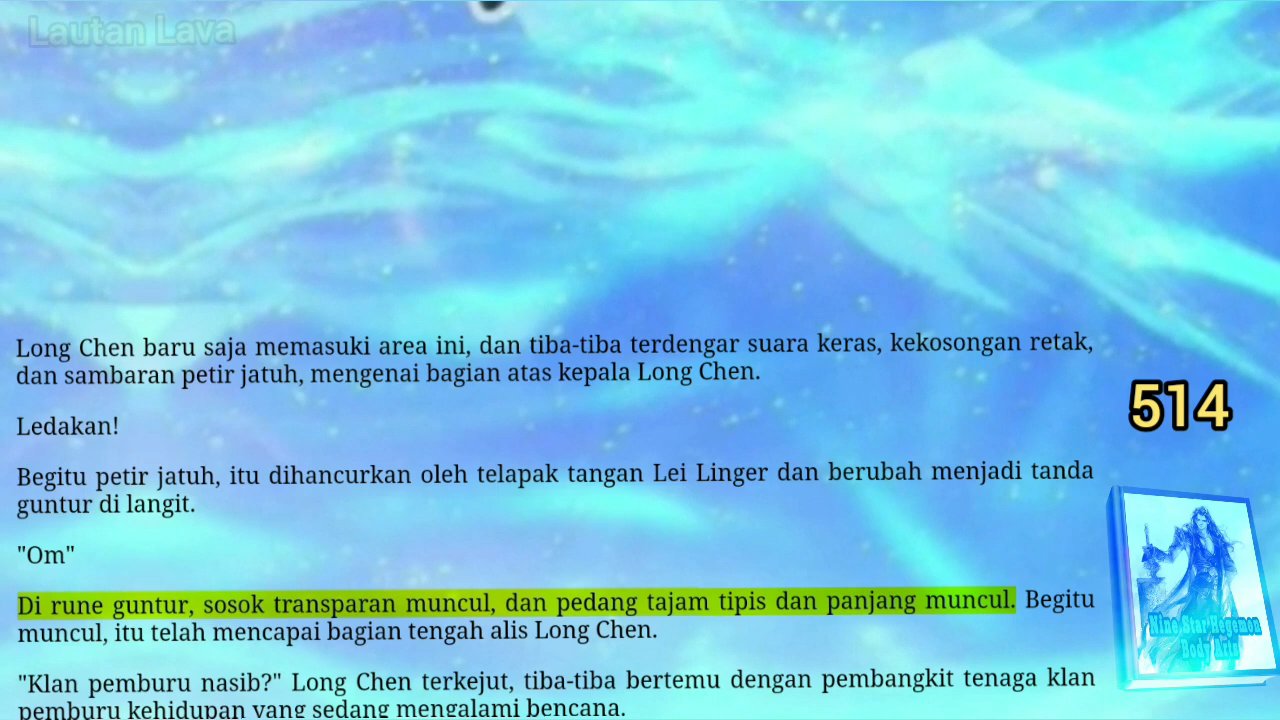 Lautan Lava
Long Chen baru saja memasuki area ini, dan tiba-tiba terdengar suara keras, kekosongan retak,
dan sambaran petir jatuh, mengenai bagian atas kepala Long Chen.
Ledakan!
Begitu petir jatuh, itu dihancurkan oleh telapak tangan Lei Linger dan berubah menjadi tanda
guntur di langit.
"Om"
Di rune guntur, sosok transparan muncul, dan pedang tajam tipis dan panjang muncul. Begitu
muncul, itu telah mencapai bagian tengah alis Long Chen.
"Klan pemburu nasib?" Long Chen terkejut, tiba-tiba bertemu dengan pembangkit tenaga klan
pemburu kehidupan yang sedang mengalami bencana.
514
Nine Star Hegemon
Body Arts